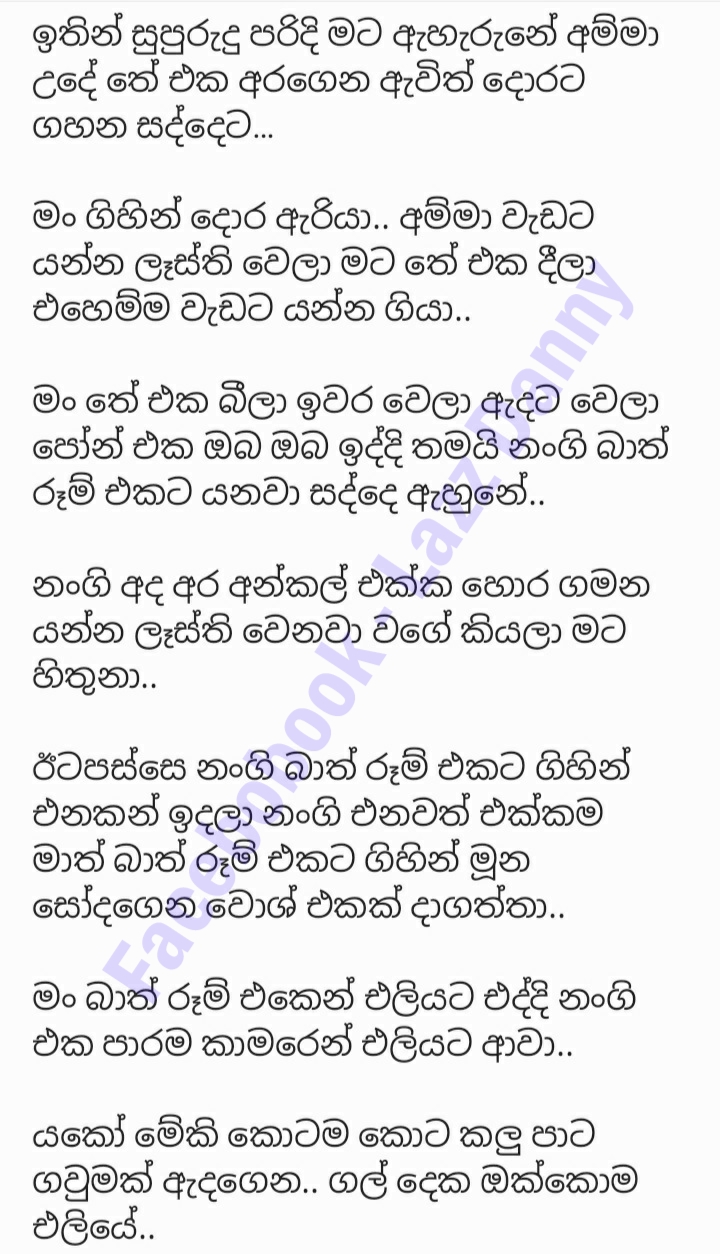 ඉතින් සුපුරුදු පරිදි මට ඇහැරුනේ අම්මා
උදේ තේ එක අරගෙන ඇවිත් දොරට
ගහන සද්දෙට...
මං ගිහින් දොර ඇරියා.. අම්මා වැඩට
යන්න ලෑස්ති වෙලා මට තේ එක දීලා
එහෙම්ම වැඩට යන්න ගියා..
මං තේ එක බීලා ඉවර වෙලා ඇදට වෙලා
පෝන් එක ඔබ ඔබ ඉද්දි තමයි නංගි බාත්
රූම් එකට යනවා සද්දෙ ඇහුනේ..
නංගි අද අර අන්කල් එක්ක හොර ගමන
යන්න ලෑස්ති වෙනවා වගේ කියලා මට
හිතුනා..
ඊටපස්සෙ නංගි බාත් රූම් එකට ගිහින්
එනකන් ඉදලා නංගි එනවත් එක්කම
මාත් බාත් රූම් එකට ගිහින් මූන
සෝදගෙන වොශ් එකක් දාගත්තා..
මං බාත් රූම් එකෙන් එලියට එද්දි නංගි
එක පාරම කාමරෙන් එලියට ආවා..
යකෝ මේකි කොටම කොට කලු පාට
ගවුමක් ඇදගෙන.. ගල් දෙක ඔක්කොම
එලියේ..
Facebobook - Lazz Danny